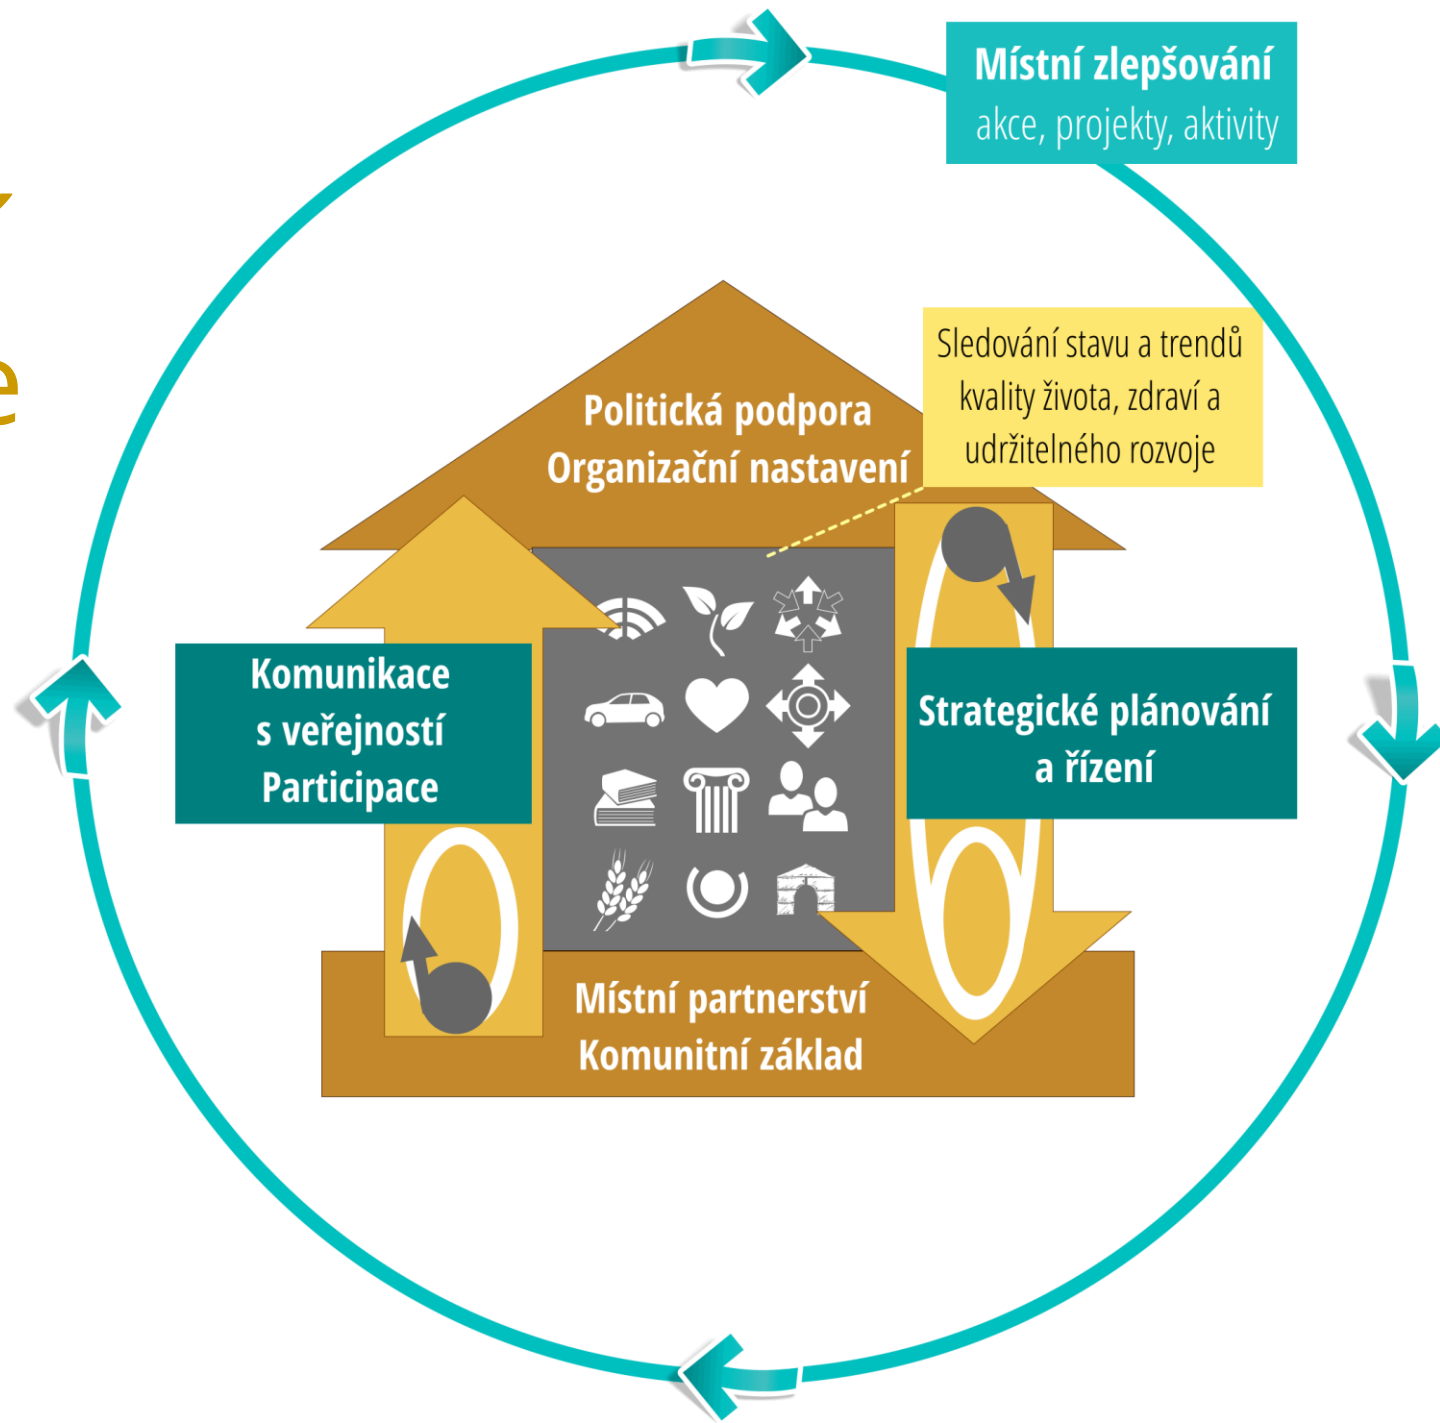 Místní zlepšování
akce, projekty, aktivity
Sledování stavu a trendů
kvality života, zdraví a
udržitelného rozvoje
Politická podpora
Organizační nastavení
Komunikace
s veřejností
Participace
Strategické plánování
a řízení
Místní partnerství
Komunitní základ